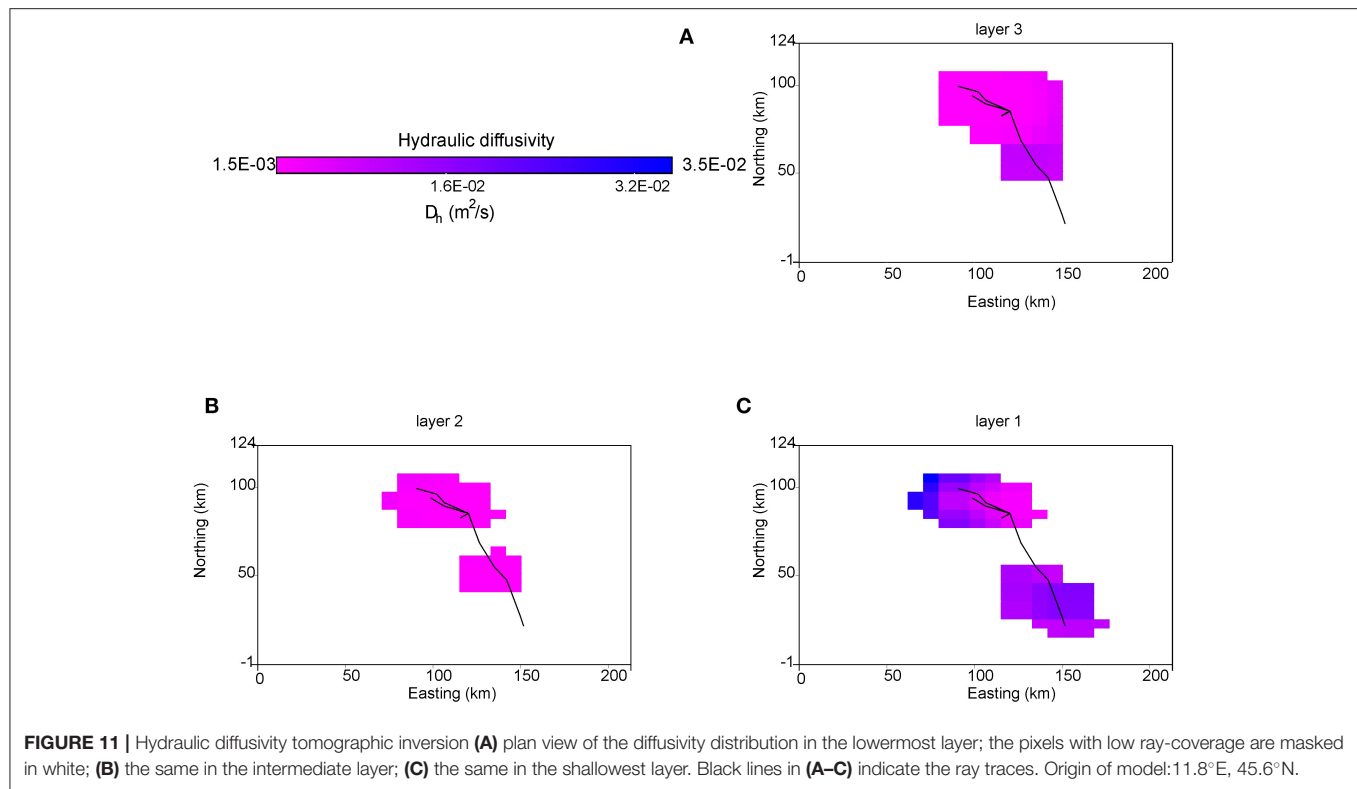 A
layer 3
124
100
50
-1
Northing (km)
0 50 100 150 200
Easting (km)
Hydraulic diffusivity
1.5E-03 3.5E-02
1.6E-02 3.2E-02
Dh (m2/s)
B
layer 2
124
100
50
-1
Northing (km)
0 50 100 150 200
Easting (km)
C
layer 1
124
100
50
-1
Northing (km)
0 50 100 150 200
Easting (km)
FIGURE 11 | Hydraulic diffusivity tomographic inversion (A) plan view of the diffusivity distribution in the lowermost layer; the pixels with low ray-coverage are masked
in white; (B) the same in the intermediate layer; (C) the same in the shallowest layer. Black lines in (A–C) indicate the ray traces. Origin of model:11.8°E, 45.6°N.